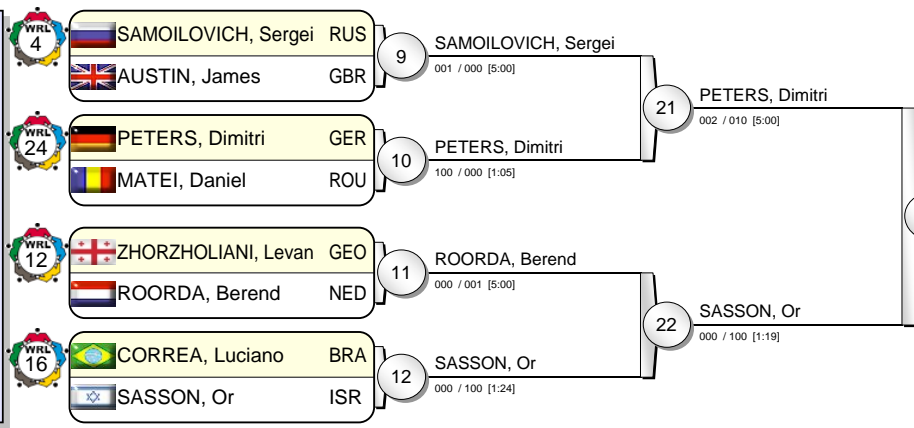 WRL
4
SAMOILOVICH, Sergei RUS
AUSTIN, James GBR
9
SAMOILOVICH, Sergei
001 / 000 [5:00]
WRL
24
PETERS, Dimitri GER
MATEI, Daniel ROU
10
PETERS, Dimitri
100 / 000 [1:05]
21
PETERS, Dimitri
002 / 010 [5:00]
WRL
12
ZHORZHOLIANI, Levan GEO
ROORDA, Berend NED
11
ROORDA, Berend
000 / 001 [5:00]
WRL
16
CORREA, Luciano BRA
SASSON, Or ISR
12
SASSON, Or
000 / 100 [1:24]
22
SASSON, Or
000 / 100 [1:19]